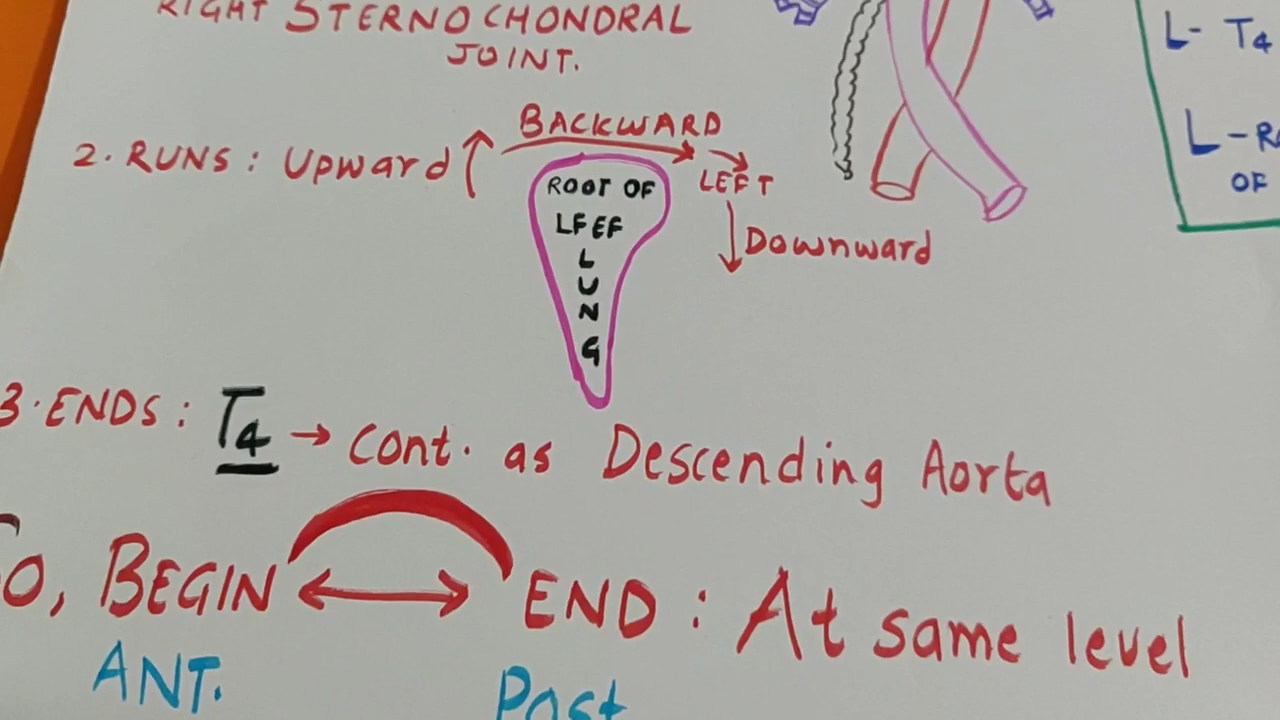 RIGHT STERNOCHONDRAL
JOINT.
2. RUNS: Upward
BACKWARD
LEFT
Downward
ROOT OF
LFEF
L
U
N
G
3. ENDS: T4 → Cont. as Descending Aorta
So, BEGIN ↔ END : At same level
ANT. Post
L- T4
L-R
OF